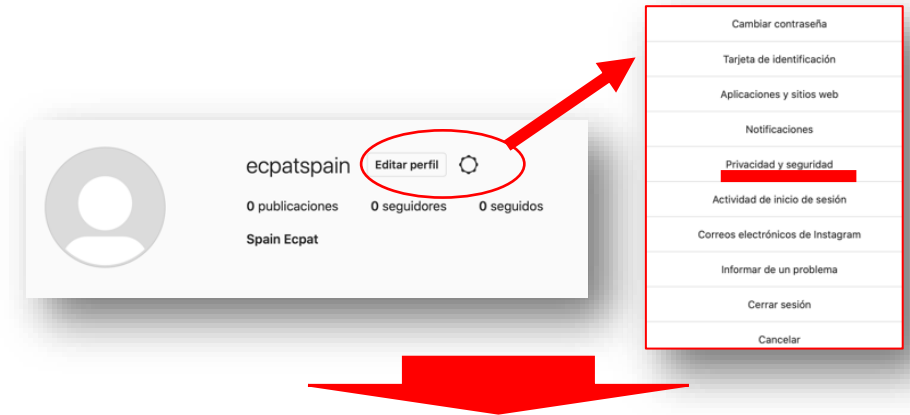 ecpatspain Editar perfil
0 publicaciones 0 seguidores 0 seguidos
Spain Ecpat
Cambiar contraseña
Tarjeta de identificación
Aplicaciones y sitios web
Notificaciones
Privacidad y seguridad
Actividad de inicio de sesión
Correos electrónicos de Instagram
Informar de un problema
Cerrar sesión
Cancelar